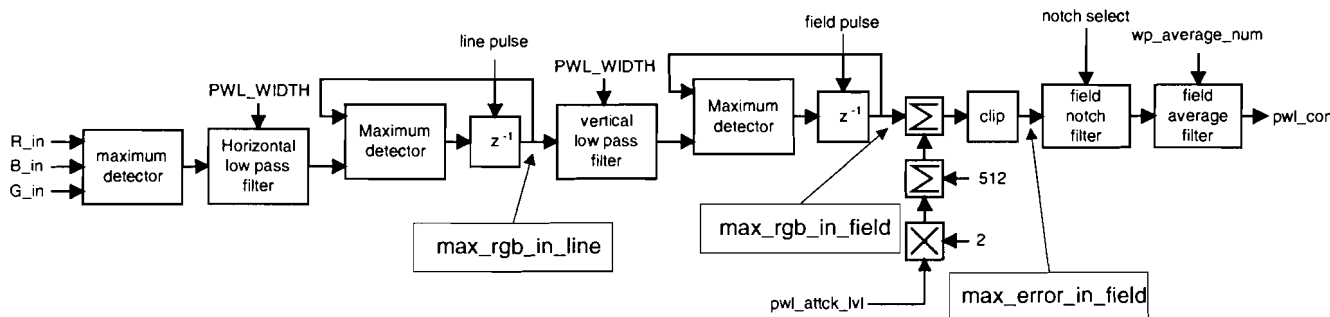 notch select
field pulse
line pulse
wp_average_num
PWL_WIDTH
PWL_WIDTH
R_in
B_in
G_in
maximum
detector
Horizontal
low pass
filter
Maximum
detector
z⁻¹
vertical
low pass
filter
Maximum
detector
z⁻¹
Σ
clip
field
notch
filter
field
average
filter
pwl_cor
Σ
512
2
max_rgb_in_line
max_rgb_in_field
max_error_in_field
pwl_attck_lvl